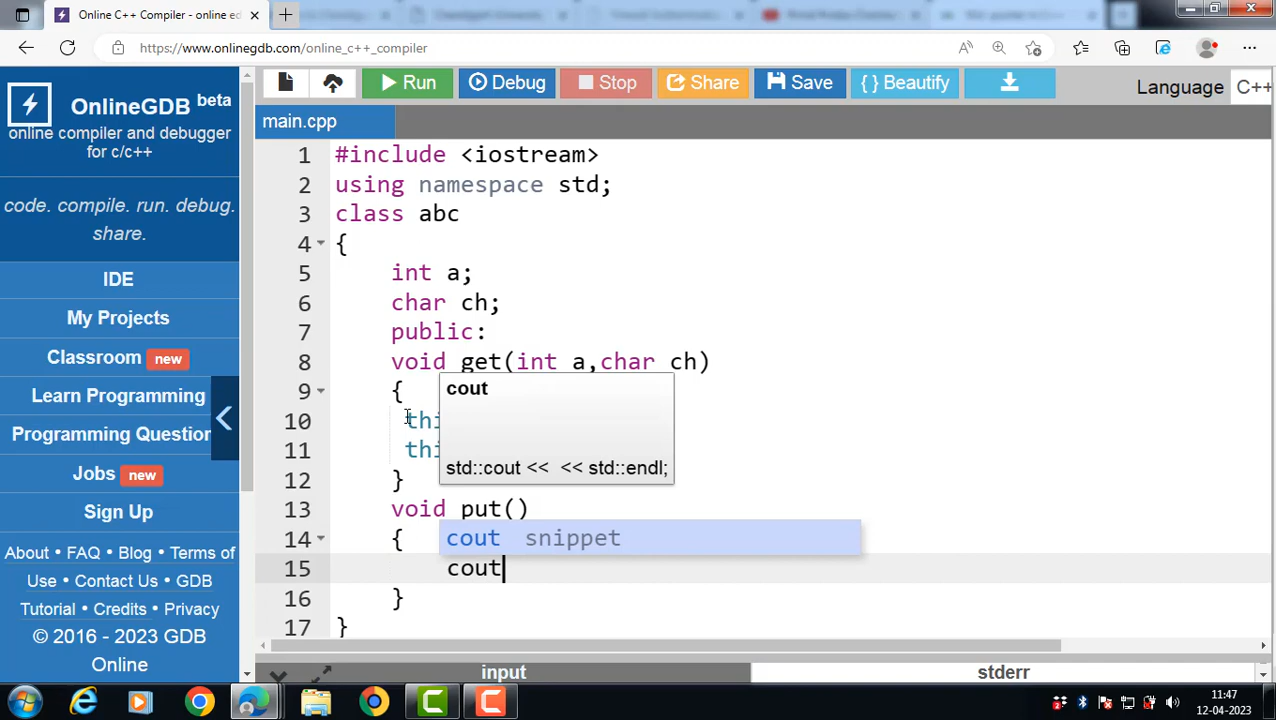 https://www.onlinegdb.com/online_c++_compiler
Online C++ Compiler - online edi
OnlineGDB beta
online compiler and debugger
for c/c++
code. compile. run. debug.
share.
IDE
My Projects
Classroom new
Learn Programming
Programming Question
Jobs new
Sign Up
About • FAQ • Blog • Terms of
Use • Contact Us • GDB
Tutorial • Credits • Privacy
© 2016 - 2023 GDB
Online
Run Debug Stop Share Save { } Beautify
Language C++
main.cpp
1 #include <iostream>
2 using namespace std;
3 class abc
4 {
5 int a;
6 char ch;
7 public:
8 void get(int a,char ch)
9 {
10 thi
11 thi
12 }
13 void put()
14 {
15 cout
16 }
17 }
cout
std::cout << << std::endl;
cout snippet
input stderr
11:47
12-04-2023